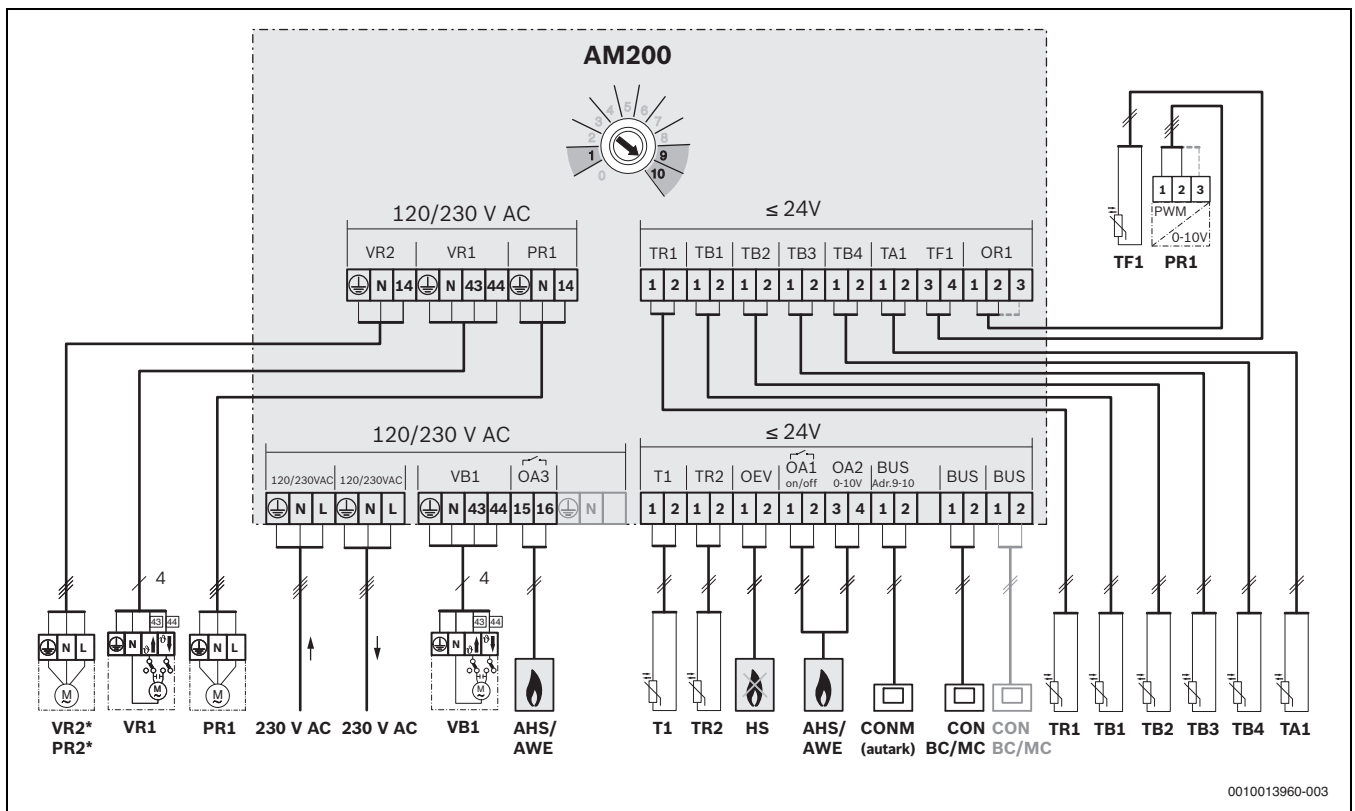 AM200
0 1 2 3 4 5 6 7 8 9 10
120/230 V AC
VR2 VR1 PR1
N 14 N 43 44 N 14
≤ 24V
TR1 TB1 TB2 TB3 TB4 TA1 TF1 OR1
1 2 1 2 1 2 1 2 1 2 1 2 3 4 1 2 3
1 2 3
PWM
0-10V
TF1 PR1
120/230 V AC
120/230VAC 120/230VAC VB1 OA3
N L N L N 43 44 15 16 N
≤ 24V
T1 TR2 OEV OA1 OA2 BUS BUS BUS
on/off 0-10V Adr.9-10
1 2 1 2 1 2 1 2 3 4 1 2 1 2 1 2
4 4
43 44 43 44
N L N ϑ ϑ N L N ϑ ϑ
M ~ M ~ M ~ M ~
VR2* VR1 PR1 230 V AC 230 V AC VB1 AHS/ T1 TR2 HS AHS/ CONM CON CON TR1 TB1 TB2 TB3 TB4 TA1
PR2* AWE AWE (autark) BC/MC BC/MC
0010013960-003